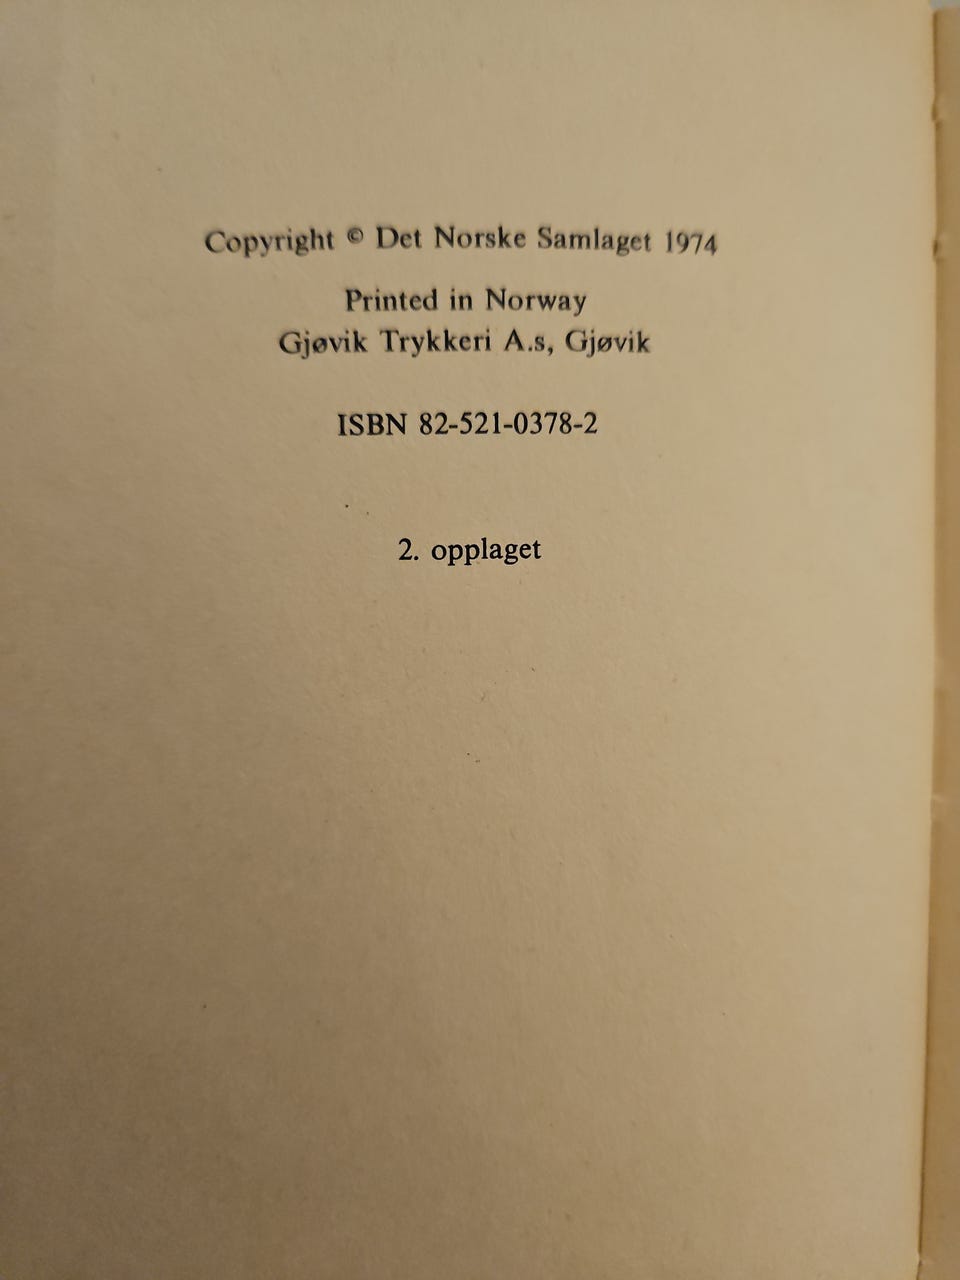 Copyright © Det Norske Samlaget 1974
Printed in Norway
Gjøvik Trykkeri A.s, Gjøvik
ISBN 82-521-0378-2
2. opplaget